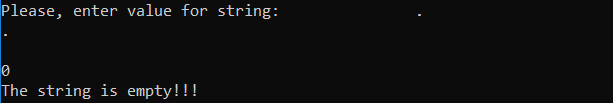 Please, enter value for string:               .
.
0
The string is empty!!!